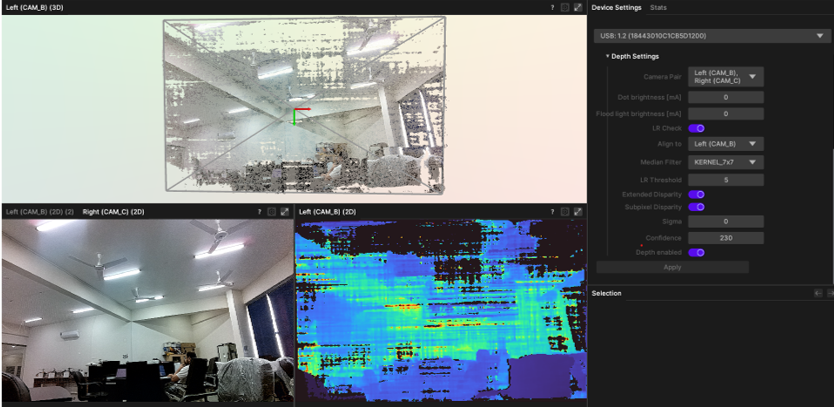 Left (CAM_B) (3D)
?
Device Settings Stats
USB: 1.2 (18443010C1CB5D1200)
Depth Settings
Camera Pair Left (CAM_B), Right (CAM_C)
Dot brightness [mA] 0
Flood light brightness [mA] 0
LR Check
Align to Left (CAM_B)
Median Filter KERNEL_7x7
LR Threshold 5
Extended Disparity
Subpixel Disparity
Sigma 0
Confidence 230
Depth enabled
Apply
Left (CAM_B) (2D) (2) Right (CAM_C) (2D) ?
Left (CAM_B) (2D) ?
Selection